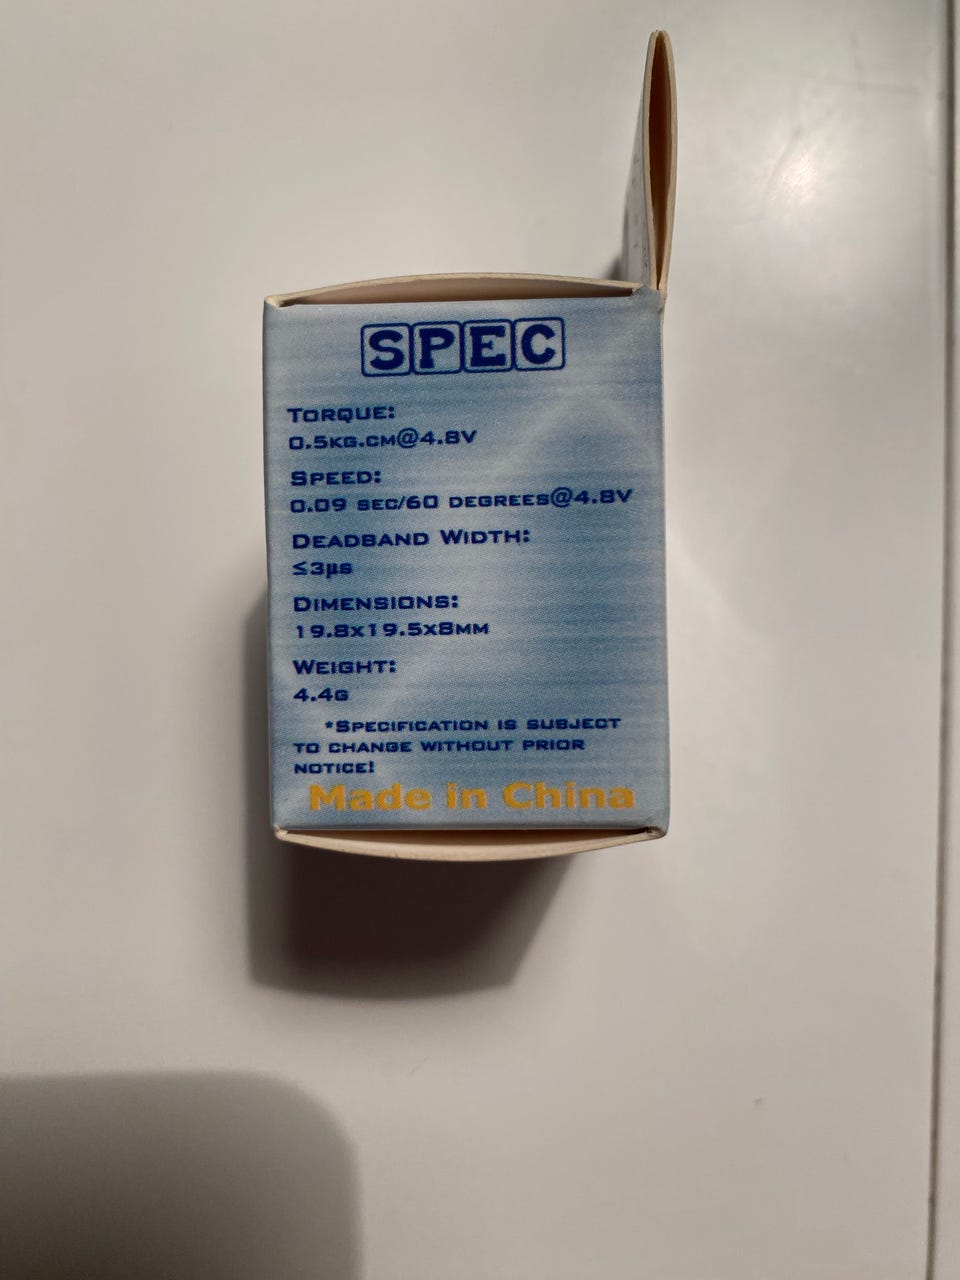 SPEC
TORQUE:
0.5KG.CM@4.8V
SPEED:
0.09 SEC/60 DEGREES@4.8V
DEADBAND WIDTH:
≤3µs
DIMENSIONS:
19.8x19.5x8MM
WEIGHT:
4.4G
*SPECIFICATION IS SUBJECT
TO CHANGE WITHOUT PRIOR
NOTICE!
Made in China